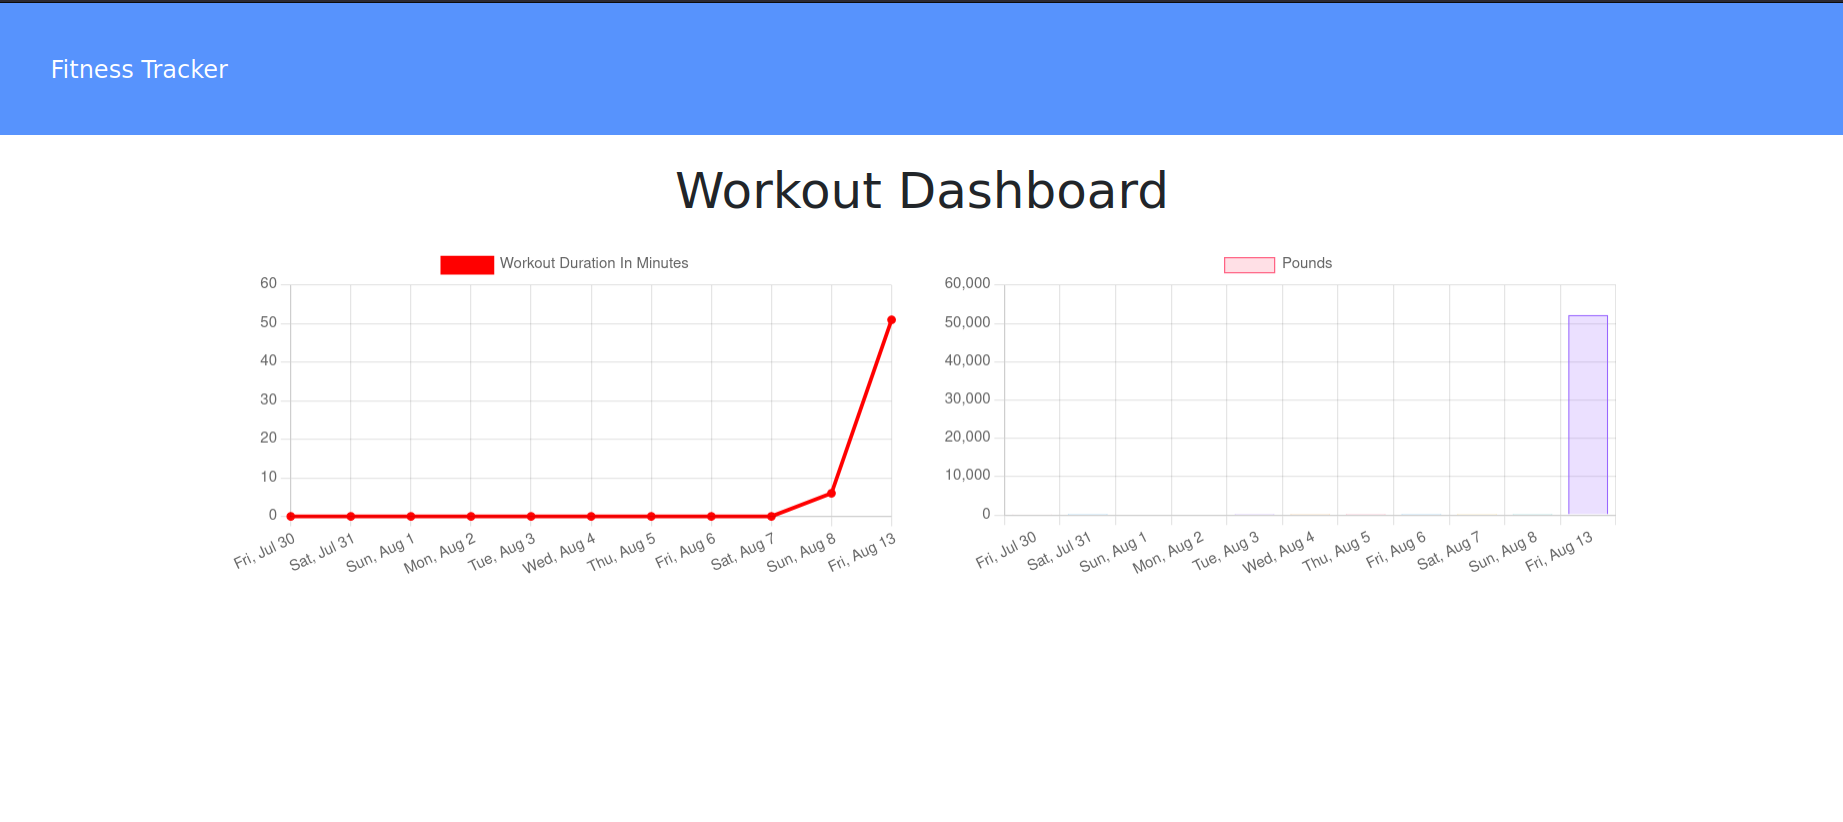 Fitness Tracker
Workout Dashboard
Workout Duration In Minutes
60
50
40
30
20
10
0
Fri, Jul 30
Sat, Jul 31
Sun, Aug 1
Mon, Aug 2
Tue, Aug 3
Wed, Aug 4
Thu, Aug 5
Fri, Aug 6
Sat, Aug 7
Sun, Aug 8
Fri, Aug 13
Pounds
60,000
50,000
40,000
30,000
20,000
10,000
0
Fri, Jul 30
Sat, Jul 31
Sun, Aug 1
Mon, Aug 2
Tue, Aug 3
Wed, Aug 4
Thu, Aug 5
Fri, Aug 6
Sat, Aug 7
Sun, Aug 8
Fri, Aug 13